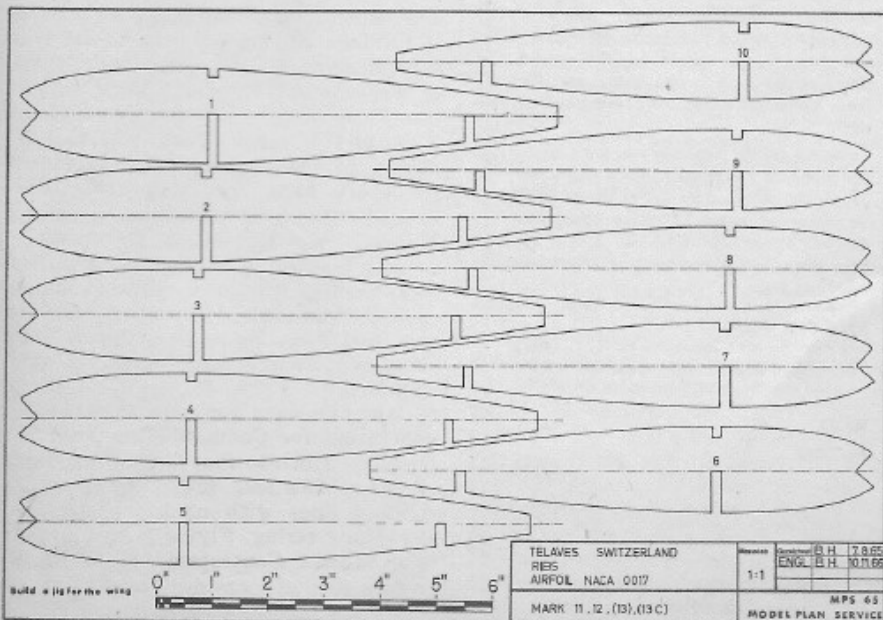 10
1
9
2
8
3
7
4
6
5
Build a jig for the wing
0" 1" 2" 3" 4" 5" 6"
TELAVES SWITZERLAND
RIBS
AIRFOIL NACA 0017
MARK 11 , 12 , (13), (13C)
1:1
B.H. 7.8.65
ENGL. B.H. 10.11.66
MPS 65
MODEL PLAN SERVICE